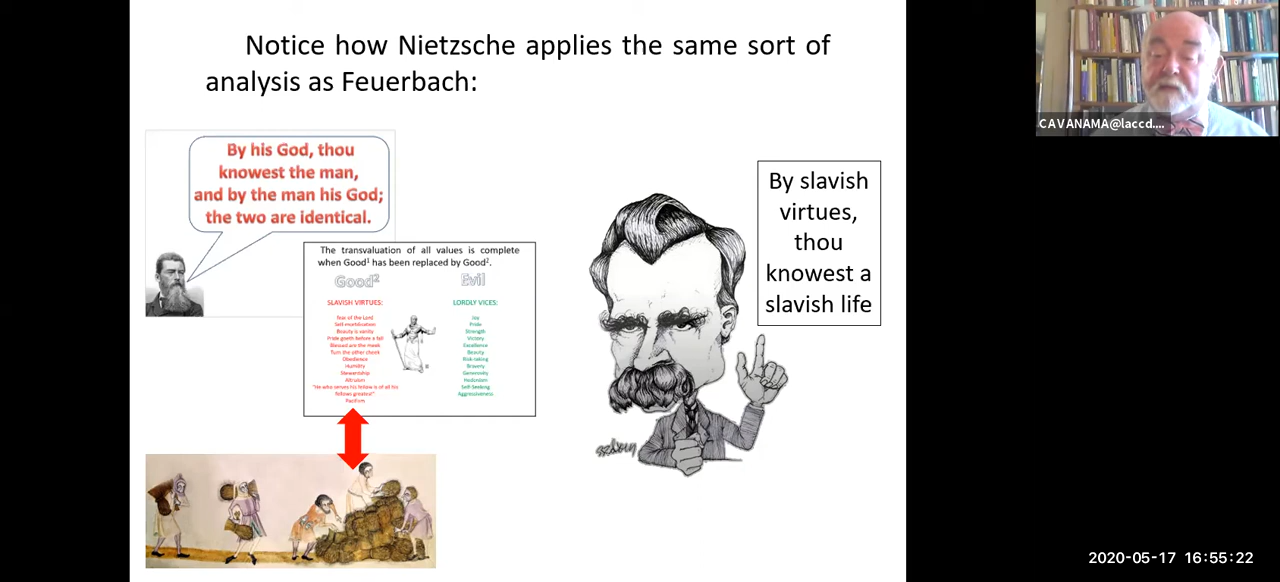 Notice how Nietzsche applies the same sort of
analysis as Feuerbach:
By his God, thou
knowest the man,
and by the man his God;
the two are identical.
The transvaluation of all values is complete
when Good¹ has been replaced by Good².
Good²
Evil
SLAVISH VIRTUES:
Fear of the Lord
Self-mortification
Beauty is vanity
Pride goeth before a fall
Blessed are the meek
Turn the other cheek
Obedience
Humility
Stewardship
Altruism
"He who serves his fellow is of all his
fellows greatest"
Pacifism
LORDLY VICES:
Joy
Pride
Strength
Victory
Excellence
Beauty
Risk-taking
Bravery
Generosity
Hedonism
Self-Seeking
Aggressiveness
By slavish
virtues,
thou
knowest a
slavish life
CAVANAMA@laccd....
2020-05-17 16:55:22